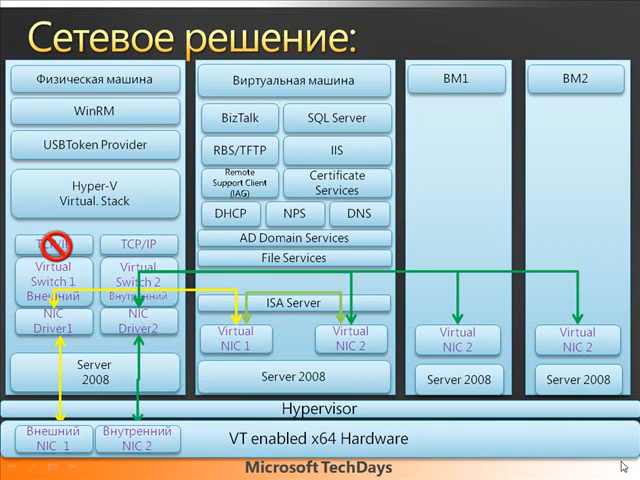 Сетевое решение:
Физическая машина
WinRM
USBToken Provider
Hyper-V
Virtual. Stack
TCP/IP
TCP/IP
Virtual
Switch 1
Внешний
Virtual
Switch 2
Внутренний
NIC
Driver1
NIC
Driver2
Server
2008
Внешний
NIC 1
Внутренний
NIC 2
Виртуальная машина
BizTalk
SQL Server
RBS/TFTP
IIS
Remote
Support Client
(IAG)
Certificate
Services
DHCP
NPS
DNS
AD Domain Services
File Services
ISA Server
Virtual
NIC 1
Virtual
NIC 2
Server 2008
ВМ1
Virtual
NIC 2
Server 2008
ВМ2
Virtual
NIC 2
Server 2008
Hypervisor
VT enabled x64 Hardware
Microsoft TechDays